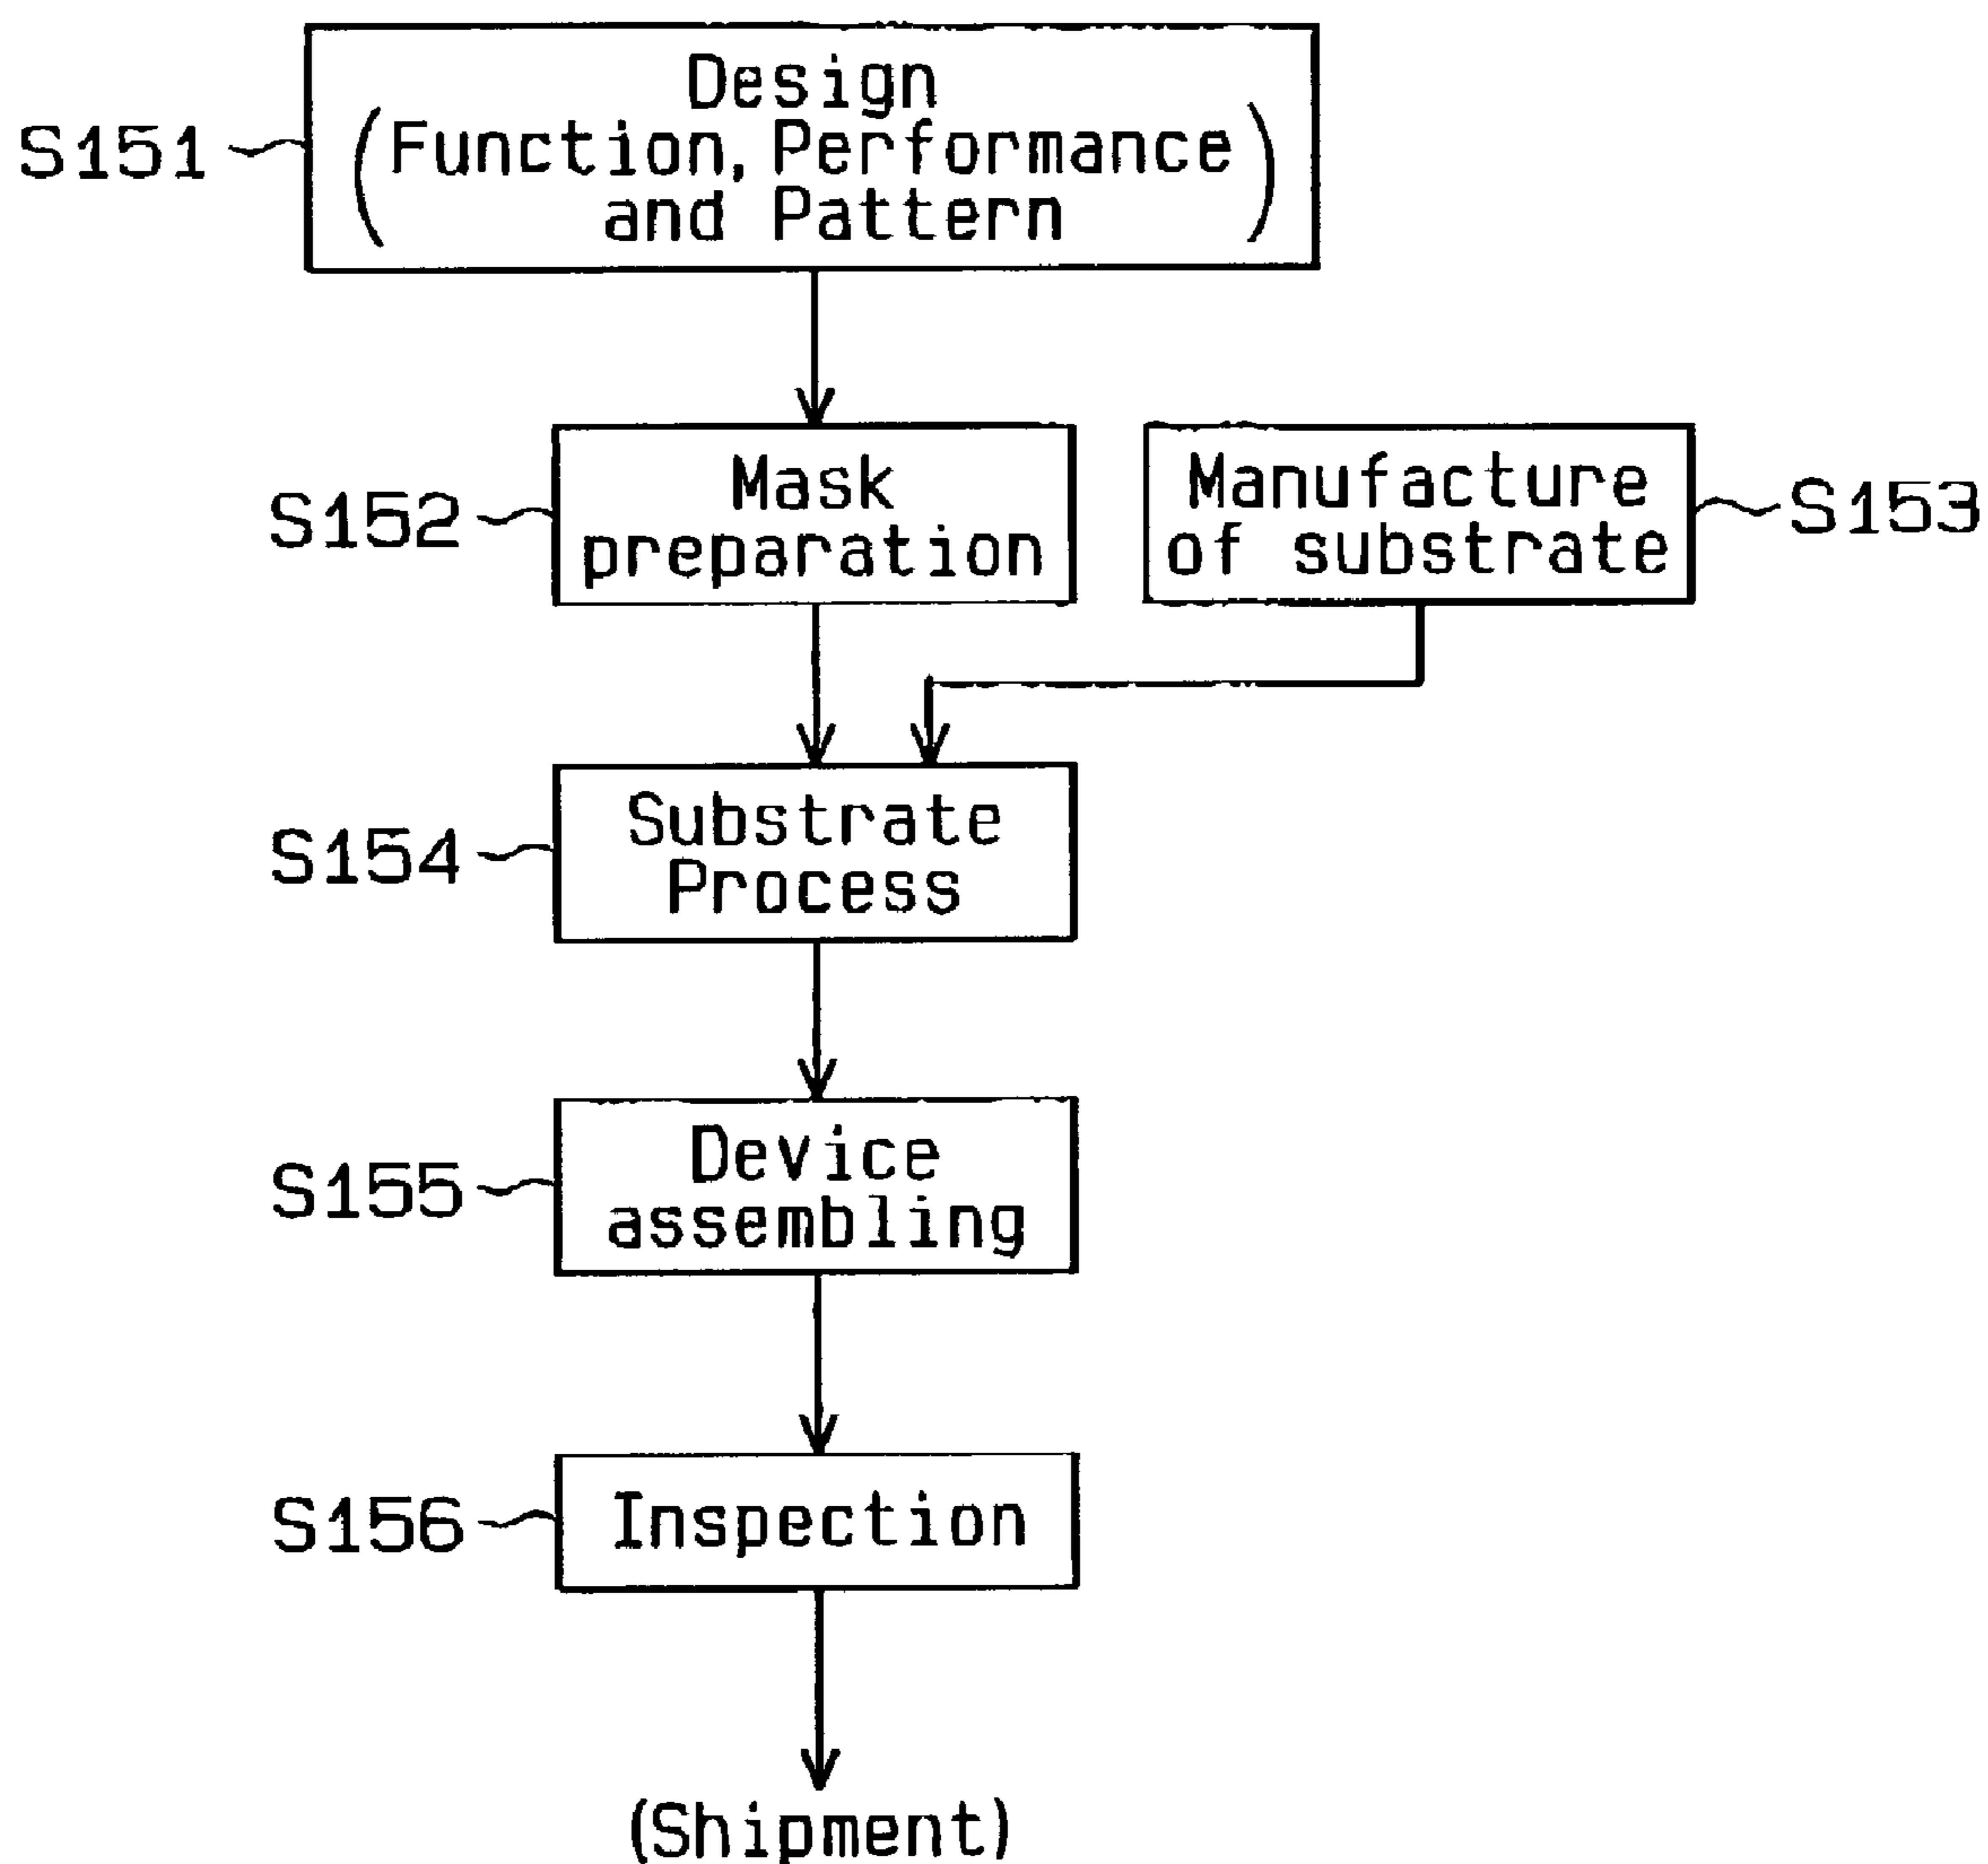 Design
S151
(Function, Performance
and Pattern)
S152
Mask
preparation
Manufacture
of substrate
S153
S154
Substrate
Process
S155
Device
assembling
S156
Inspection
(Shipment)